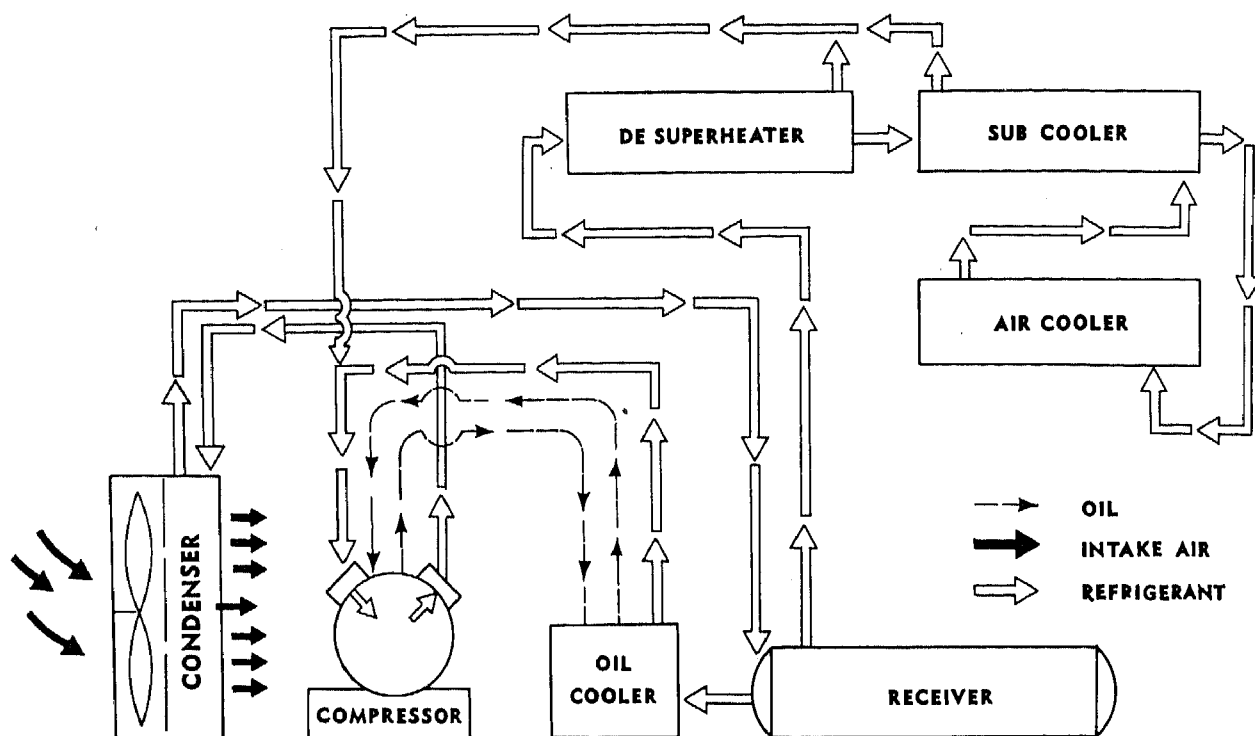 DE SUPERHEATER
SUB COOLER
AIR COOLER
CONDENSER
COMPRESSOR
OIL
COOLER
RECEIVER
OIL
INTAKE AIR
REFRIGERANT